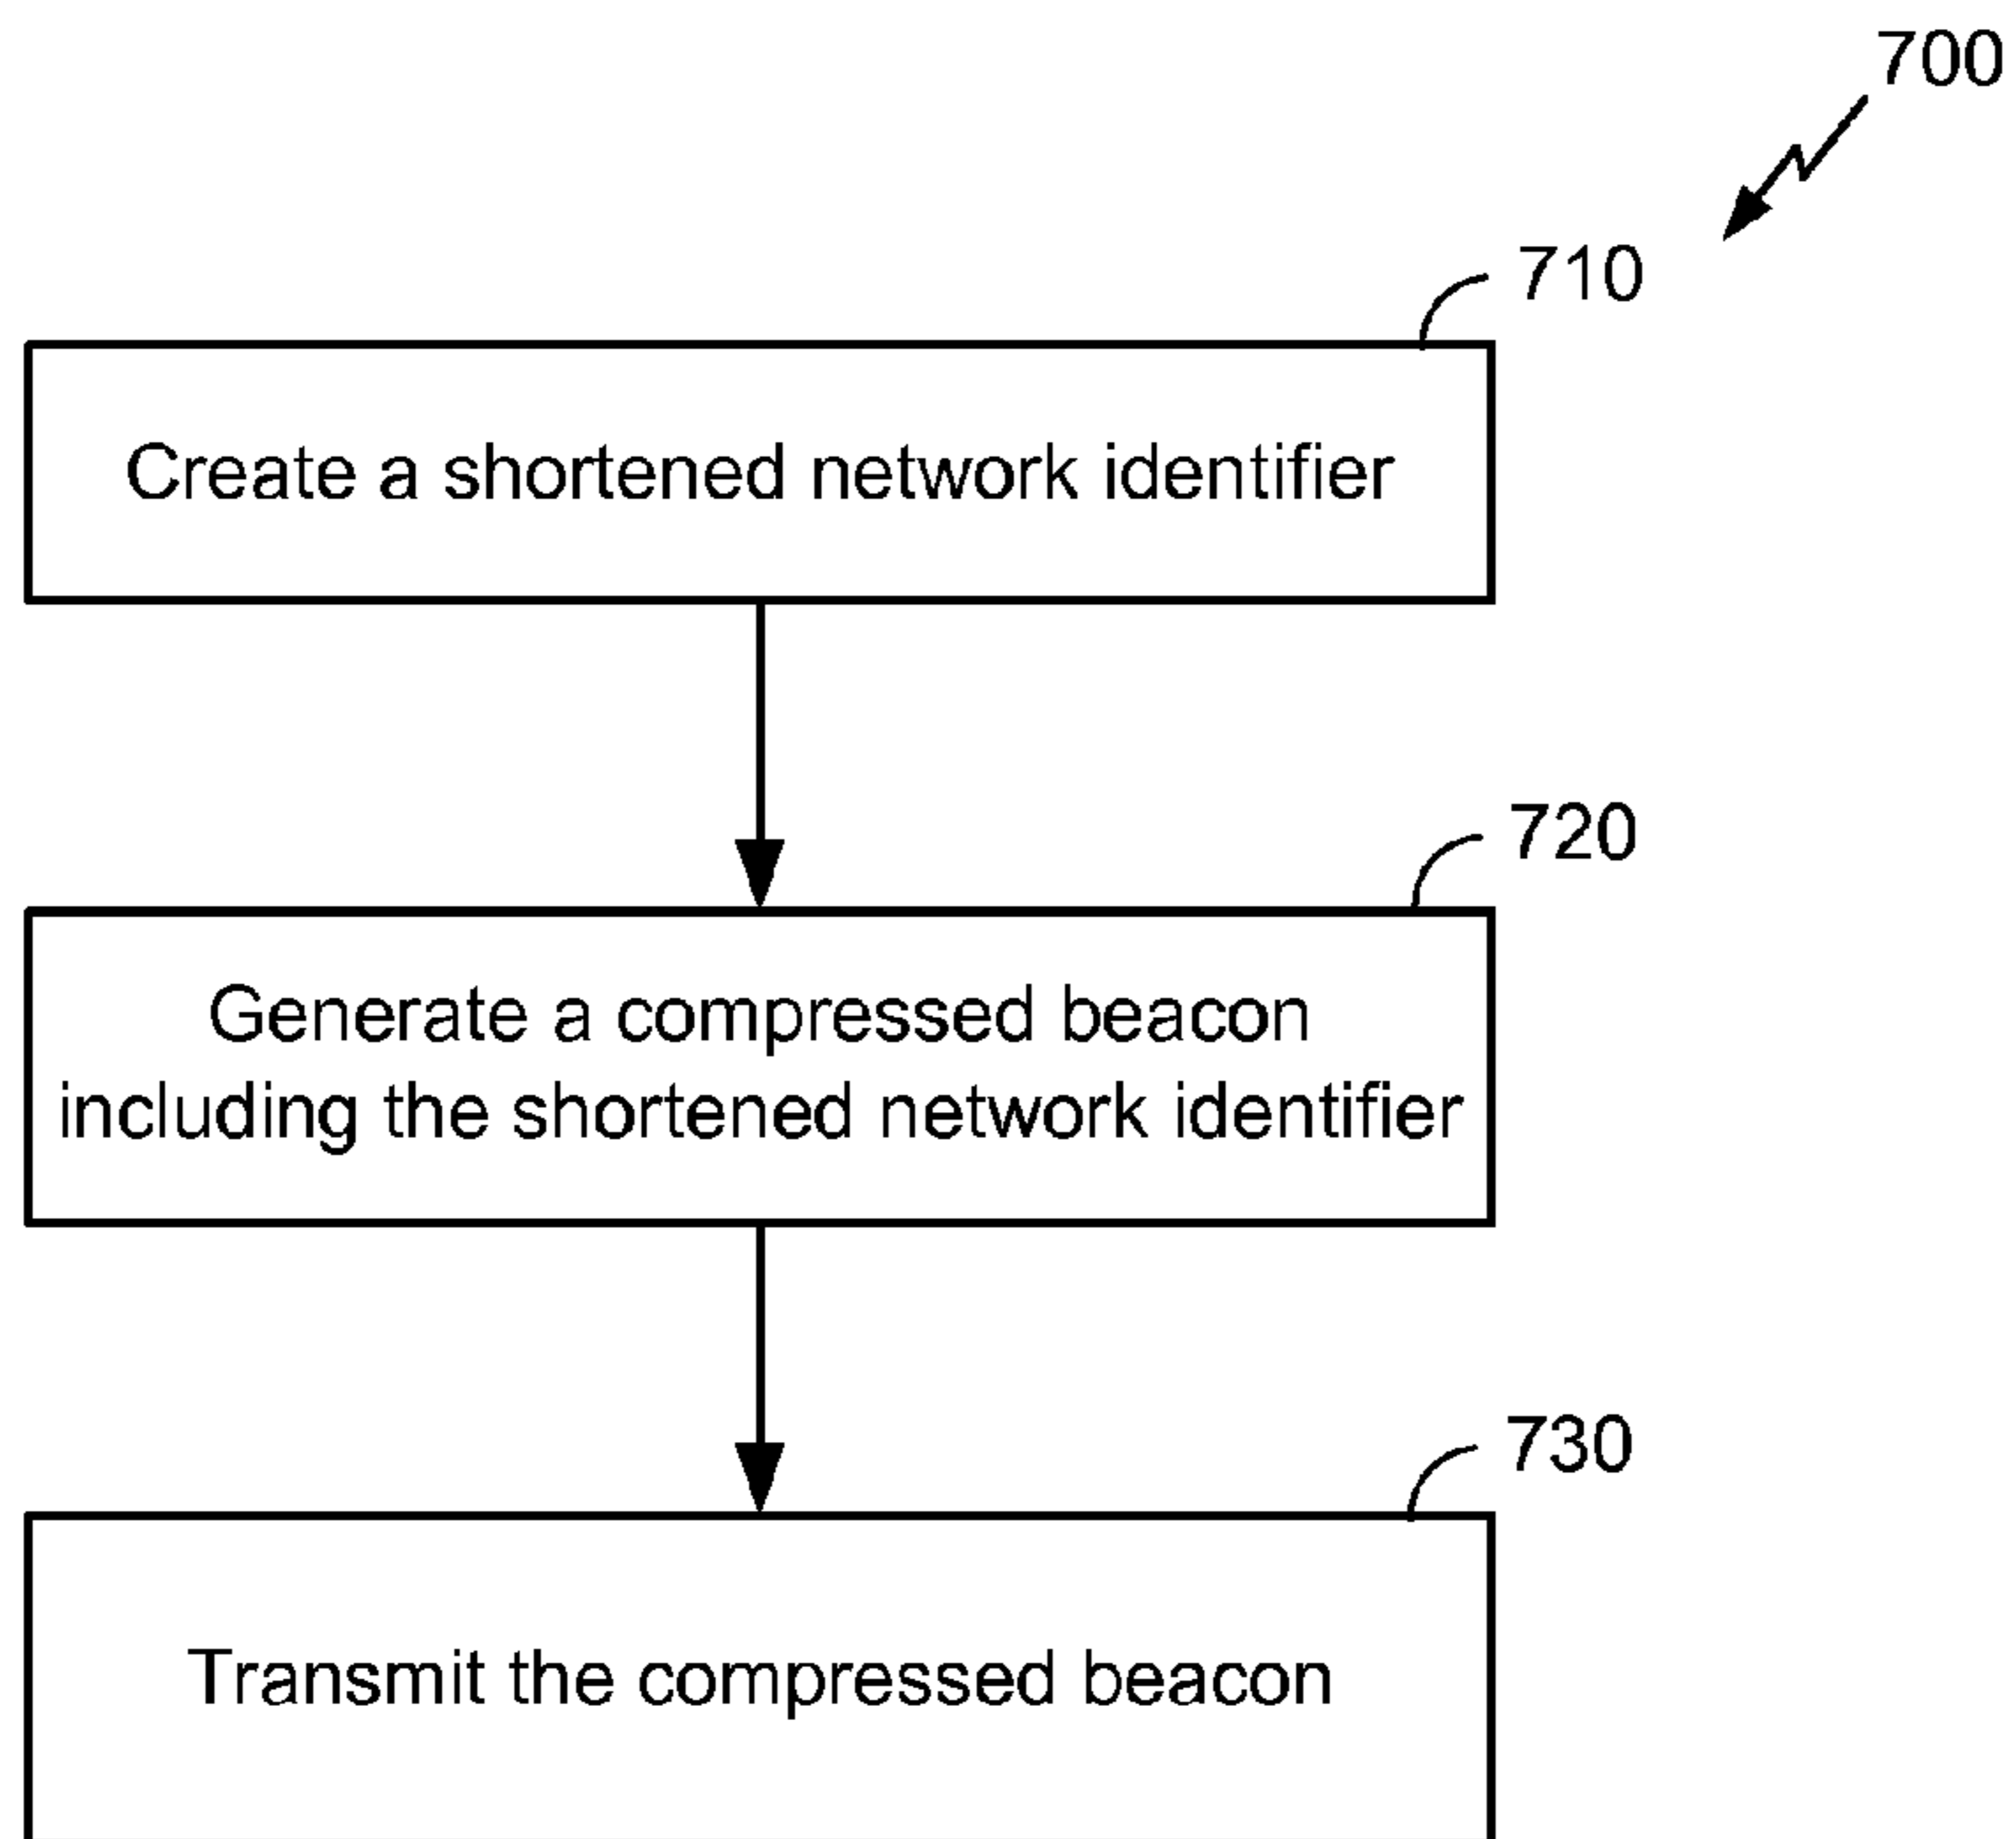 700
710
Create a shortened network identifier
720
Generate a compressed beacon
including the shortened network identifier
730
Transmit the compressed beacon